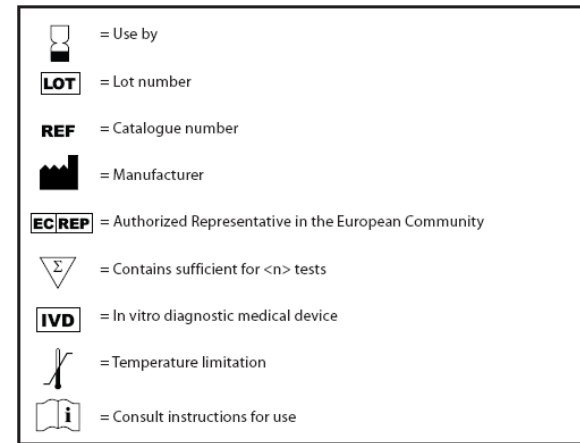 = Use by
LOT = Lot number
REF = Catalogue number
= Manufacturer
EC REP = Authorized Representative in the European Community
Σ = Contains sufficient for <n> tests
IVD = In vitro diagnostic medical device
= Temperature limitation
i = Consult instructions for use